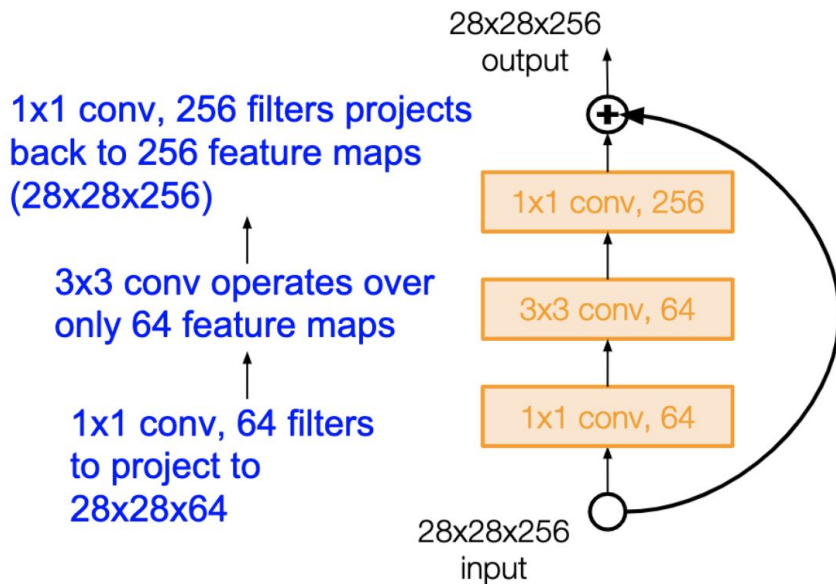 28x28x256
output
1x1 conv, 256 filters projects
back to 256 feature maps
(28x28x256)
1x1 conv, 256
3x3 conv operates over
only 64 feature maps
3x3 conv, 64
1x1 conv, 64 filters
to project to
28x28x64
1x1 conv, 64
28x28x256
input